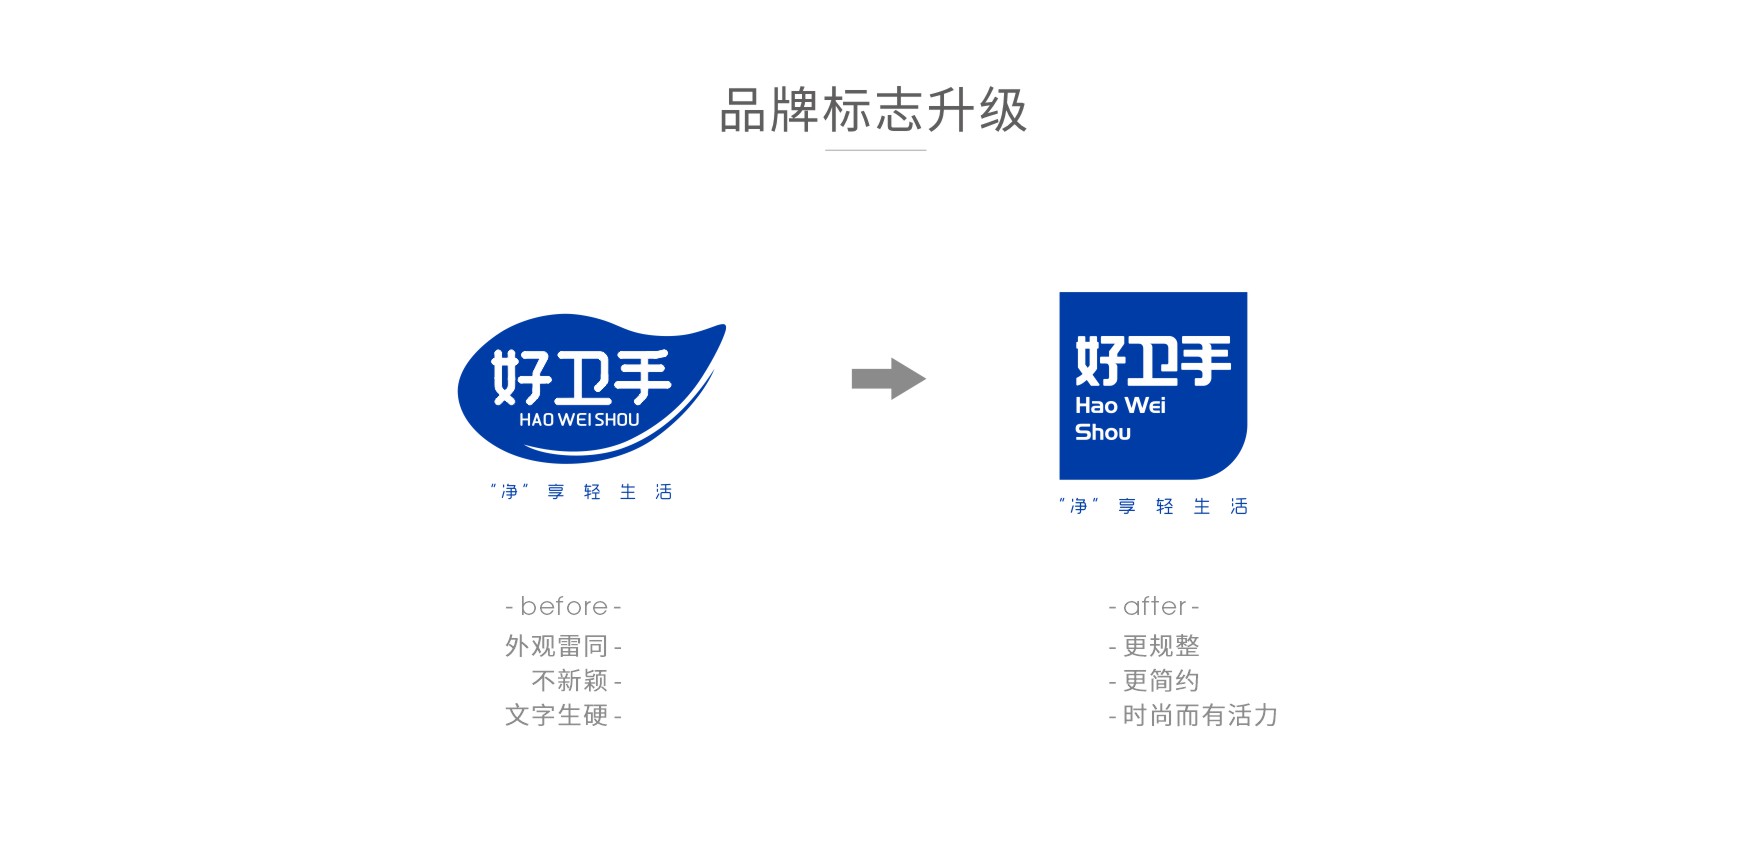 品牌标志升级
好卫手
HAO WEI SHOU
"净"享轻生活
好卫手
Hao Wei
Shou
"净"享轻生活
- before -
外观雷同 -
不新颖 -
文字生硬 -
- after -
- 更规整
- 更简约
- 时尚而有活力